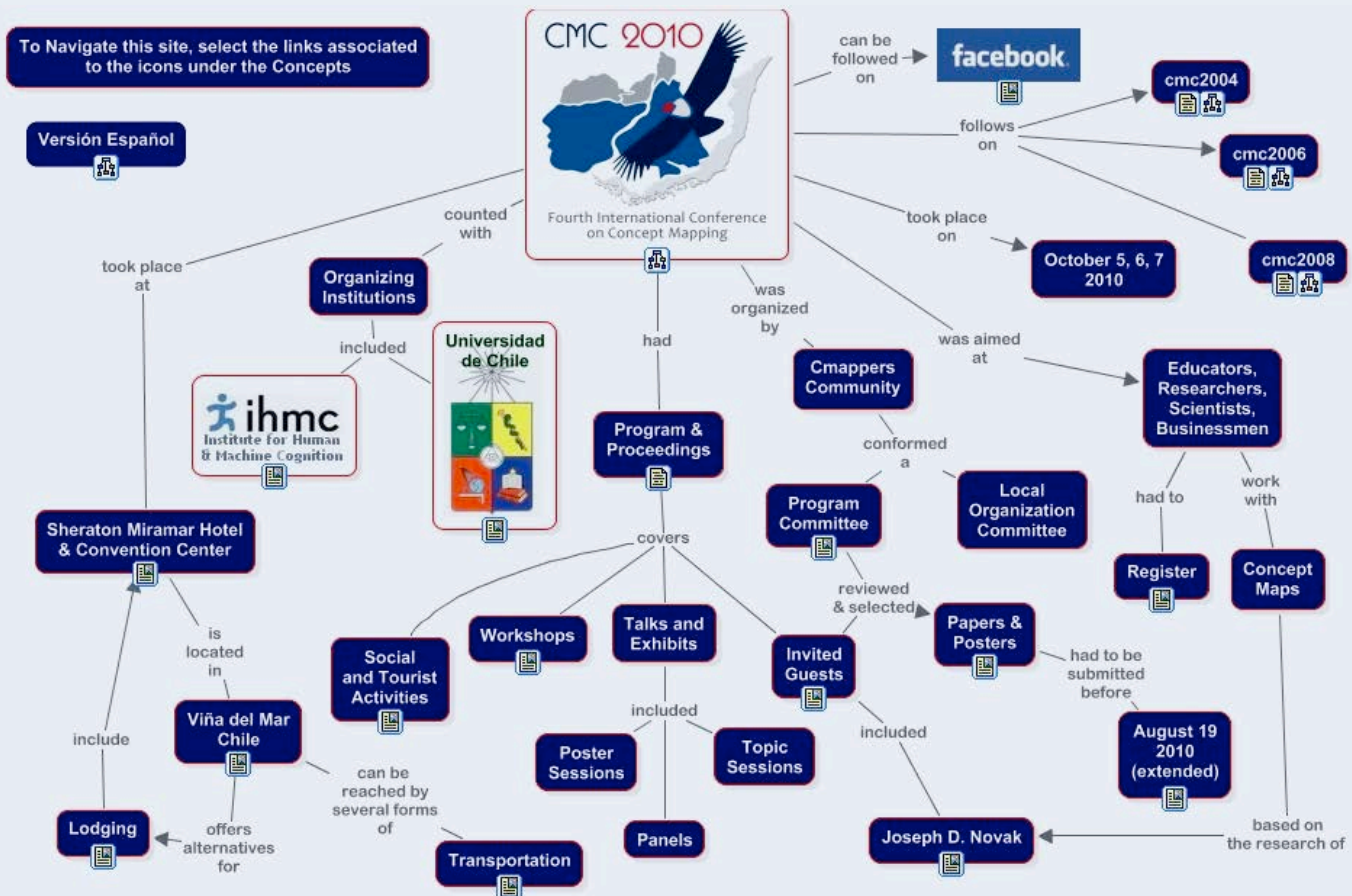 To Navigate this site, select the links associated
to the icons under the Concepts
Versión Español
CMC 2010
Fourth International Conference
on Concept Mapping
can be
followed
on
facebook
follows
on
cmc2004
cmc2006
cmc2008
took place
on
October 5, 6, 7
2010
took place
at
counted
with
Organizing
Institutions
included
ihmc
Institute for Human
& Machine Cognition
Universidad
de Chile
had
Program &
Proceedings
was
organized
by
Cmappers
Community
was aimed
at
Educators,
Researchers,
Scientists,
Businessmen
conformed
a
Program
Committee
Local
Organization
Committee
had to
Register
work
with
Concept
Maps
Sheraton Miramar Hotel
& Convention Center
is
located
in
Viña del Mar
Chile
include
Lodging
offers
alternatives
for
can be
reached by
several forms
of
Transportation
covers
Social
and Tourist
Activities
Workshops
Talks and
Exhibits
Invited
Guests
included
Poster
Sessions
Topic
Sessions
Panels
reviewed
& selected
Papers &
Posters
had to be
submitted
before
August 19
2010
(extended)
included
Joseph D. Novak
based on
the research of